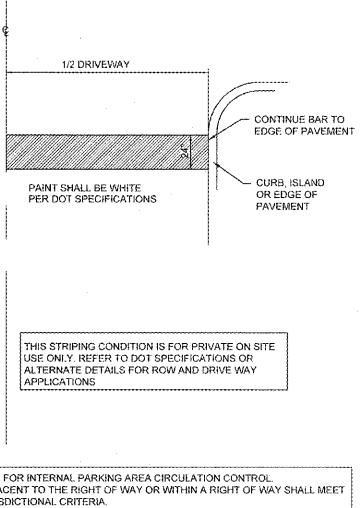 ℄
1/2 DRIVEWAY
CONTINUE BAR TO
EDGE OF PAVEMENT
24"
CURB, ISLAND
OR EDGE OF
PAVEMENT
PAINT SHALL BE WHITE
PER DOT SPECIFICATIONS
THIS STRIPING CONDITION IS FOR PRIVATE ON SITE
USE ONLY. REFER TO DOT SPECIFICATIONS OR
ALTERNATE DETAILS FOR ROW AND DRIVE WAY
APPLICATIONS
FOR INTERNAL PARKING AREA CIRCULATION CONTROL.
ACENT TO THE RIGHT OF WAY OR WITHIN A RIGHT OF WAY SHALL MEET
SDICTIONAL CRITERIA.